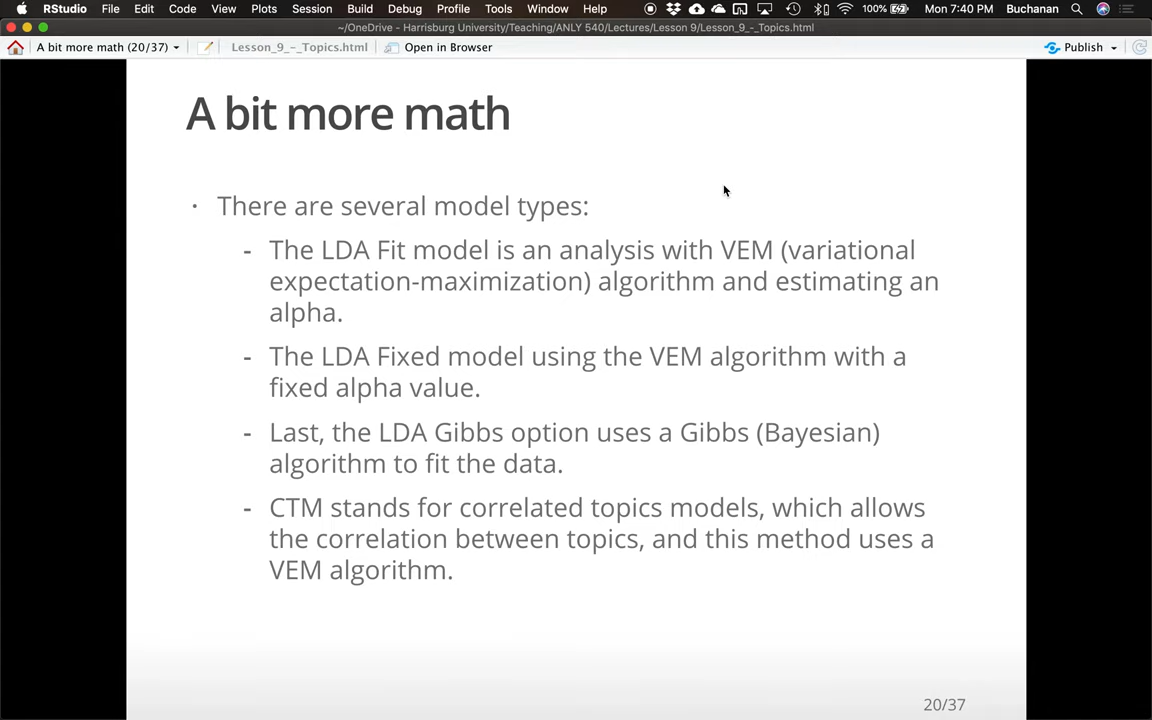 RStudio File Edit Code View Plots Session Build Debug Profile Tools Window Help 100% Mon 7:40 PM Buchanan
~/OneDrive - Harrisburg University/Teaching/ANLY 540/Lectures/Lesson 9/Lesson_9_-_Topics.html
A bit more math (20/37) Lesson_9_-_Topics.html Open in Browser Publish
A bit more math
· There are several model types:
- The LDA Fit model is an analysis with VEM (variational
expectation-maximization) algorithm and estimating an
alpha.
- The LDA Fixed model using the VEM algorithm with a
fixed alpha value.
- Last, the LDA Gibbs option uses a Gibbs (Bayesian)
algorithm to fit the data.
- CTM stands for correlated topics models, which allows
the correlation between topics, and this method uses a
VEM algorithm.
20/37